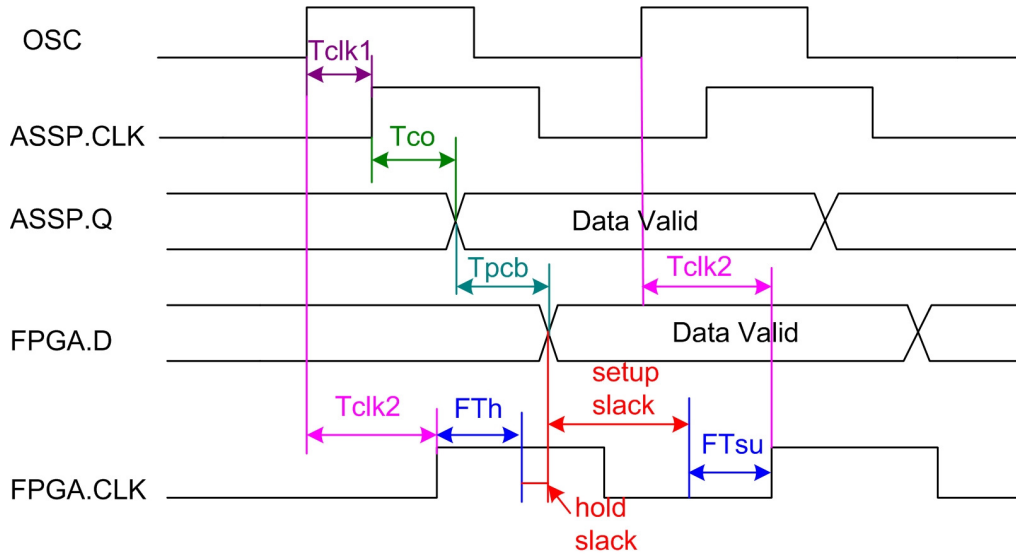 OSC
Tclk1
ASSP.CLK
Tco
ASSP.Q
Data Valid
Tpcb
Tclk2
FPGA.D
Data Valid
setup
slack
Tclk2
FTh
FTsu
FPGA.CLK
hold
slack